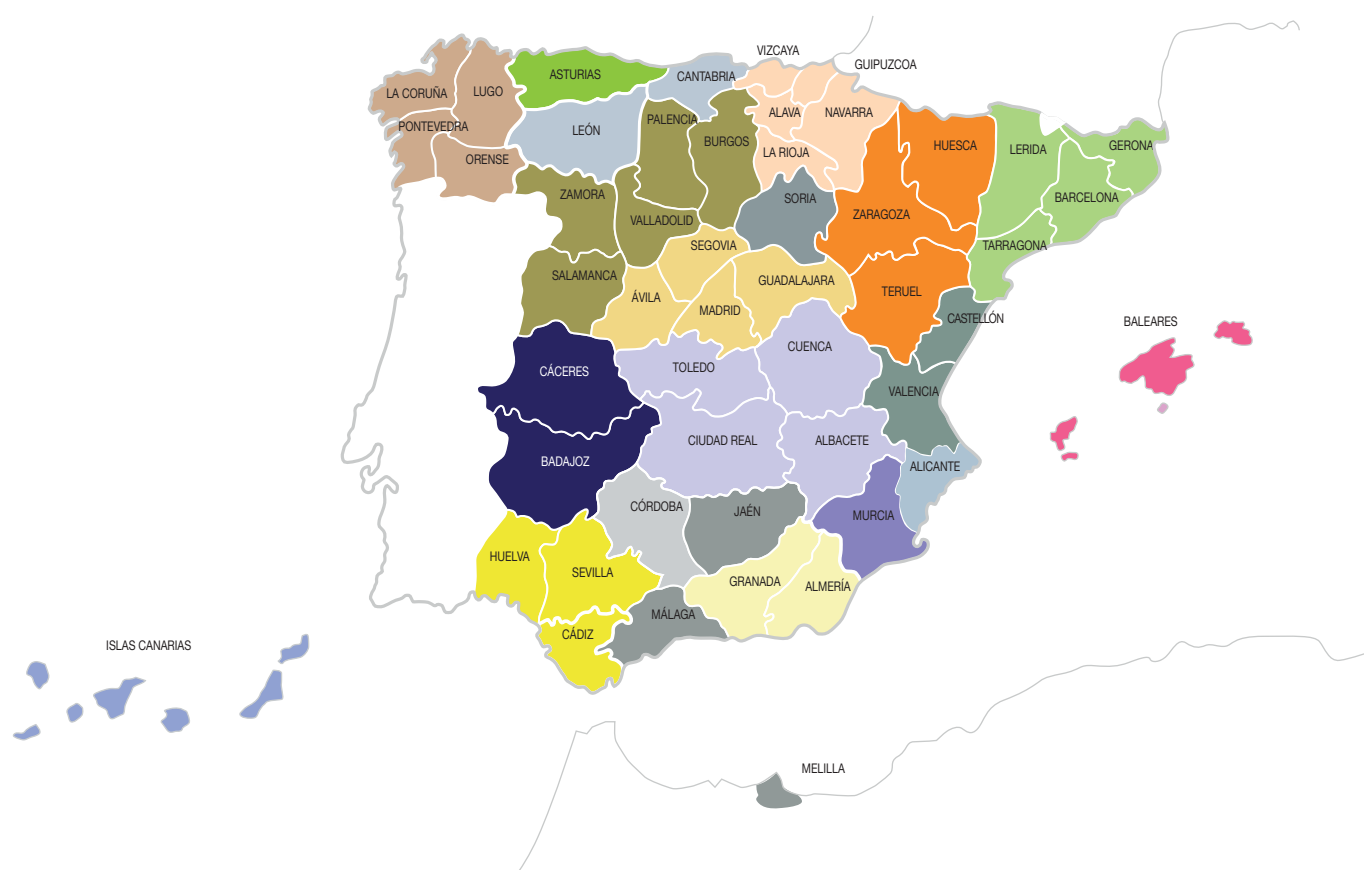 VIZCAYA
GUIPUZCOA
ASTURIAS
CANTABRIA
LA CORUÑA
LUGO
PONTEVEDRA
ORENSE
LEÓN
PALENCIA
BURGOS
ALAVA
NAVARRA
LA RIOJA
HUESCA
LERIDA
GERONA
BARCELONA
TARRAGONA
ZAMORA
VALLADOLID
SORIA
ZARAGOZA
SEGOVIA
SALAMANCA
ÁVILA
MADRID
GUADALAJARA
TERUEL
CASTELLÓN
BALEARES
CÁCERES
TOLEDO
CUENCA
VALENCIA
BADAJOZ
CIUDAD REAL
ALBACETE
ALICANTE
CÓRDOBA
JAÉN
MURCIA
HUELVA
SEVILLA
GRANADA
ALMERÍA
MÁLAGA
CÁDIZ
ISLAS CANARIAS
MELILLA